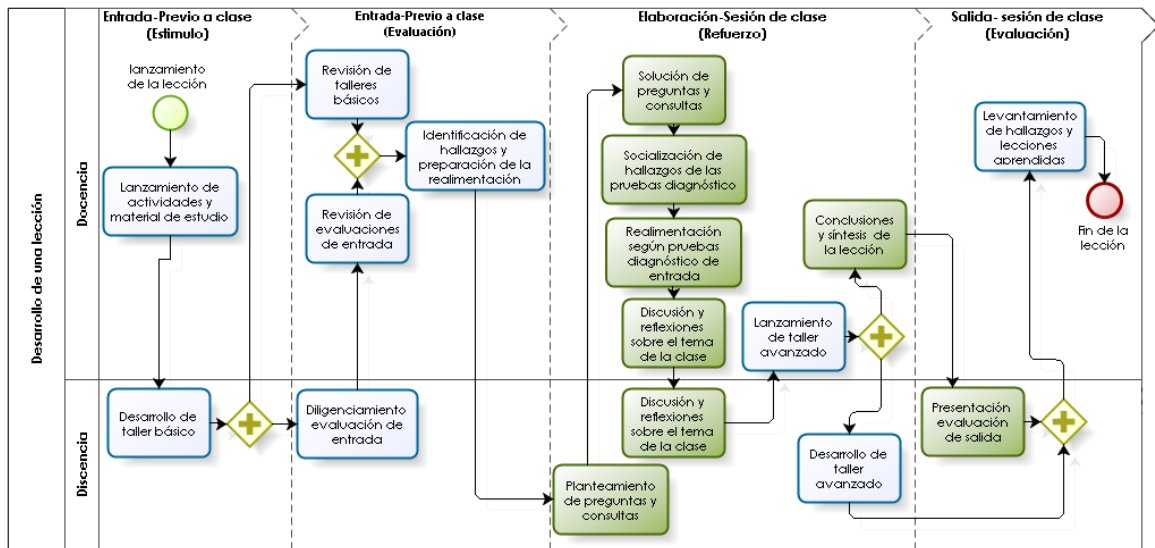 Entrada-Previo a clase
(Estimulo)
Entrada-Previo a clase
(Evaluación)
Elaboración-Sesión de clase
(Refuerzo)
Salida- sesión de clase
(Evaluación)
Desarrollo de una lección
Docencia
Discencia
lanzamiento
de la lección
Lanzamiento de
actividades y
material de estudio
Desarrollo de
taller básico
Revisión de
talleres
básicos
Identificación de
hallazgos y
preparación de la
realimentación
Revisión de
evaluaciones
de entrada
Diligenciamiento
evaluación de
entrada
Solución de
preguntas y
consultas
Socialización de
hallazgos de las
pruebas diagnóstico
Realimentación
según pruebas
diagnóstico de
entrada
Discusión y
reflexiones
sobre el tema
de la clase
Discusión y
reflexiones
sobre el tema
de la clase
Planteamiento
de preguntas y
consultas
Lanzamiento
de taller
avanzado
Conclusiones
y síntesis de
la lección
Desarrollo de
taller
avanzado
Presentación
evaluación
de salida
Levantamiento
de hallazgos y
lecciones
aprendidas
Fin de la
lección